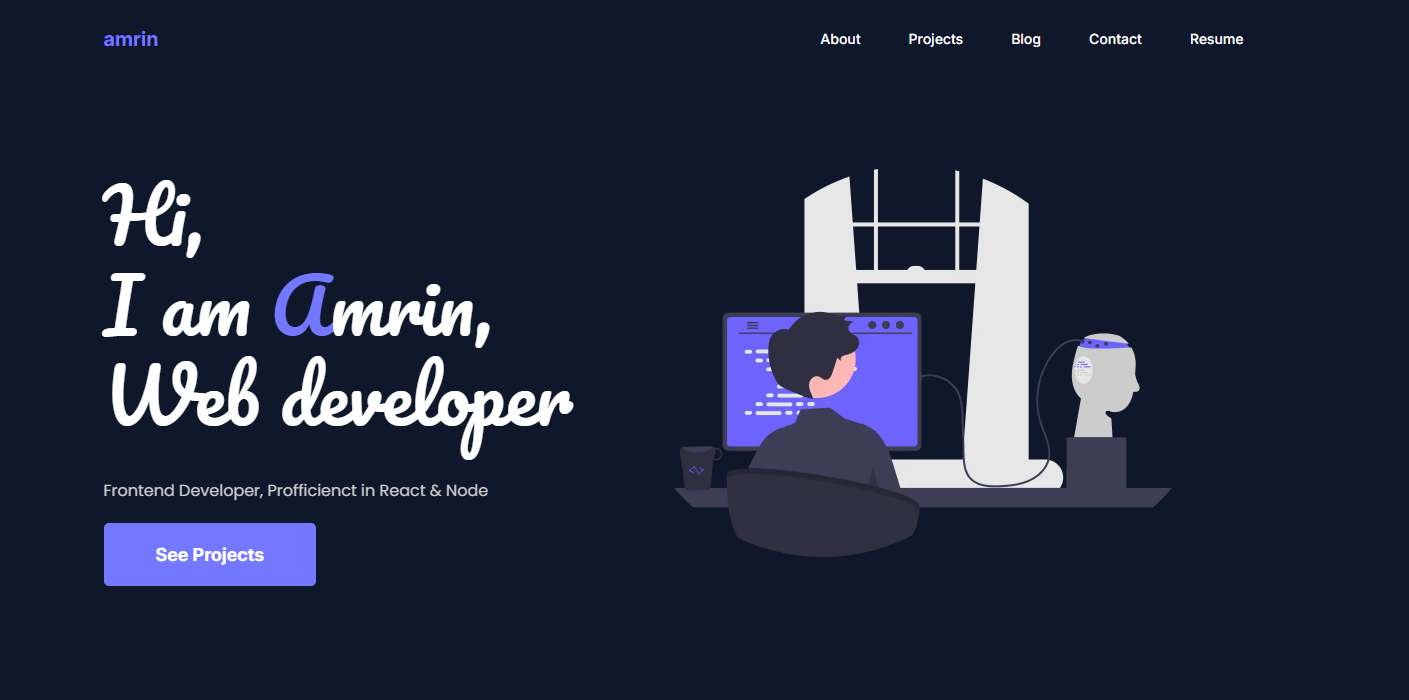 amrin
About Projects Blog Contact Resume
Hi,
I am Amrin,
Web developer
Frontend Developer, Profficienct in React & Node
See Projects
</>